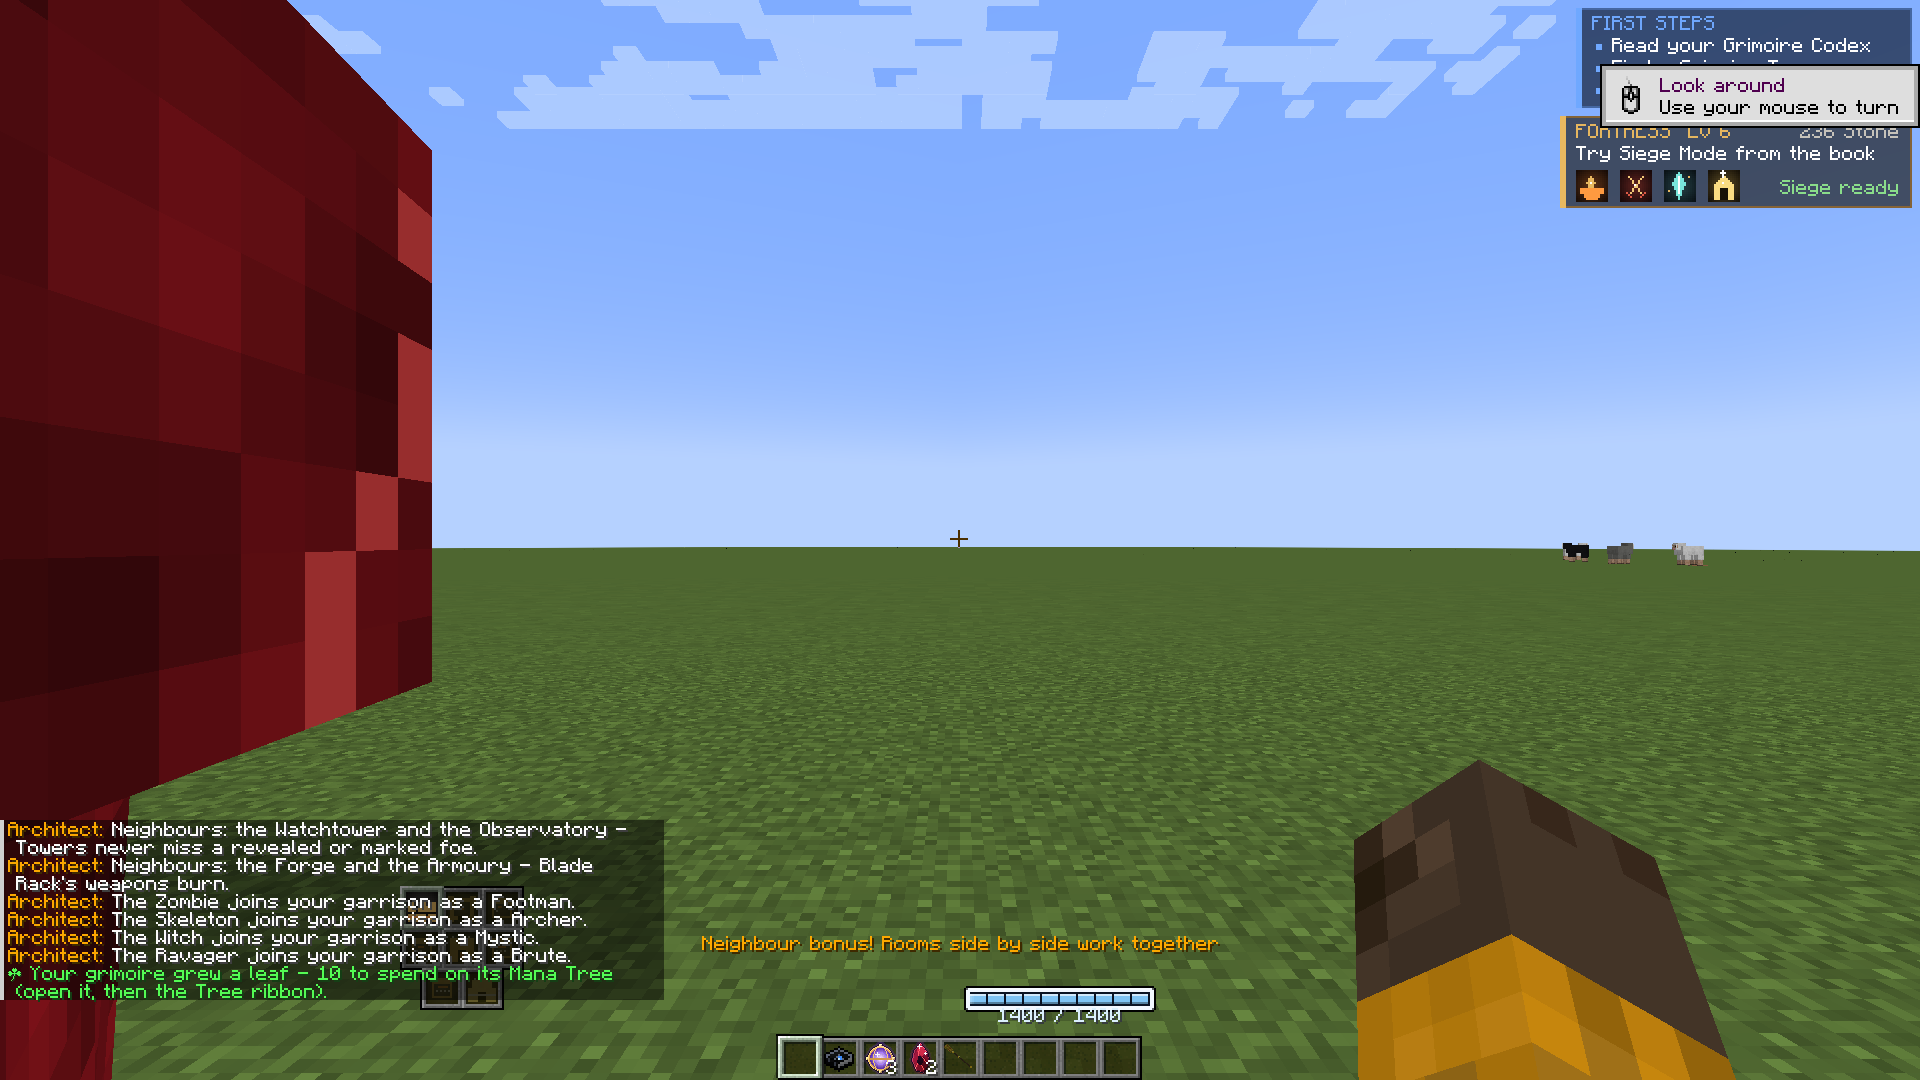 FIRST STEPS
Read your Grimoire Codex
Look around
Use your mouse to turn
FORTRESS Lv 6 236 Stone
Try Siege Mode from the book
Siege ready
Architect: Neighbours: the Watchtower and the Observatory –
Towers never miss a revealed or marked foe.
Architect: Neighbours: the Forge and the Armoury – Blade
Rack's weapons burn.
Architect: The Zombie joins your garrison as a Footman.
Architect: The Skeleton joins your garrison as a Archer.
Architect: The Witch joins your garrison as a Mystic.
Architect: The Ravager joins your garrison as a Brute.
☘ Your grimoire grew a leaf – 10 to spend on its Mana Tree
(open it, then the Tree ribbon).
Neighbour bonus! Rooms side by side work together
1400 / 1400
3
2